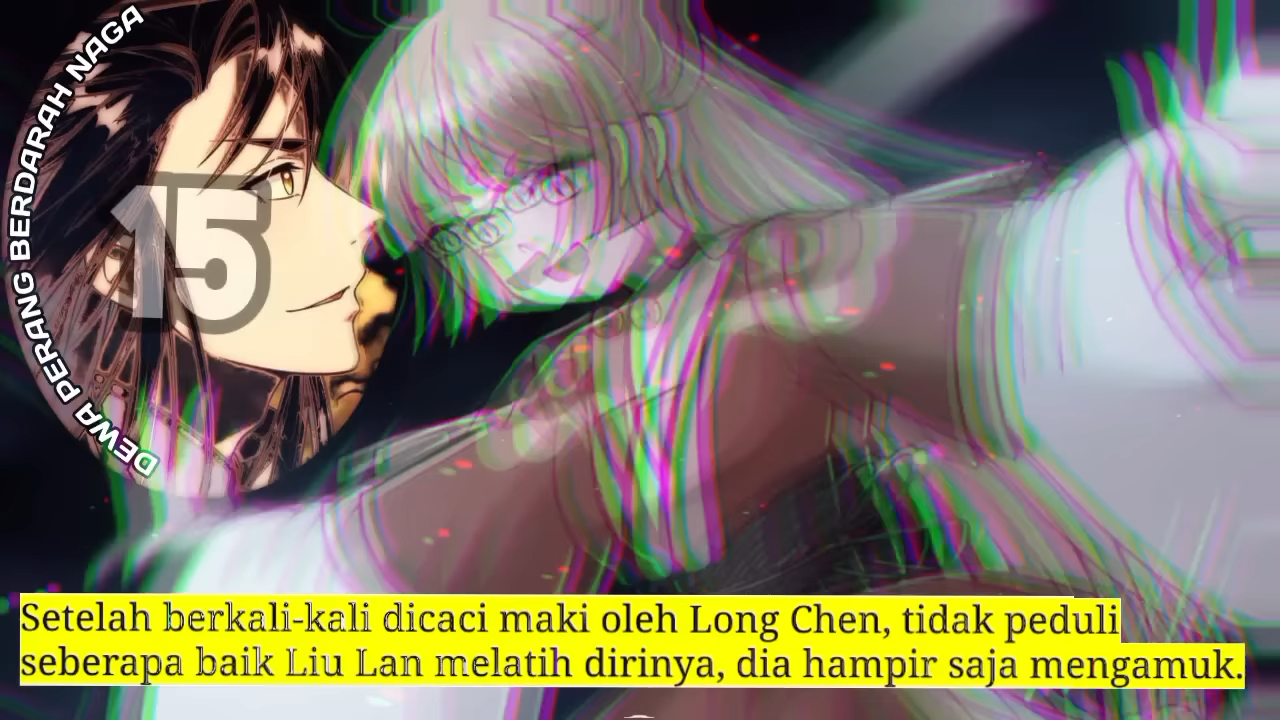 DEWA PERANG BERDARAH NAGA
15
Setelah berkali-kali dicaci maki oleh Long Chen, tidak peduli
seberapa baik Liu Lan melatih dirinya, dia hampir saja mengamuk.